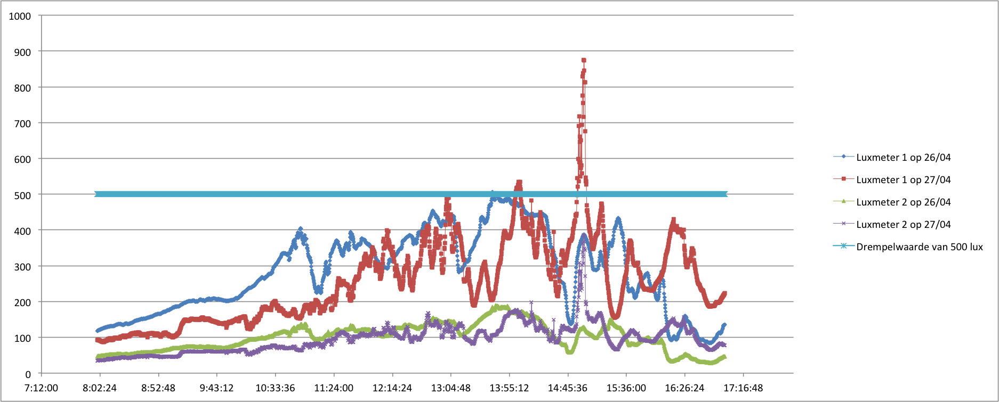 1000
900
800
700
600
500
400
300
200
100
0
7:12:00 8:02:24 8:52:48 9:43:12 10:33:36 11:24:00 12:14:24 13:04:48 13:55:12 14:45:36 15:36:00 16:26:24 17:16:48
Luxmeter 1 op 26/04
Luxmeter 1 op 27/04
Luxmeter 2 op 26/04
Luxmeter 2 op 27/04
Drempelwaarde van 500 lux